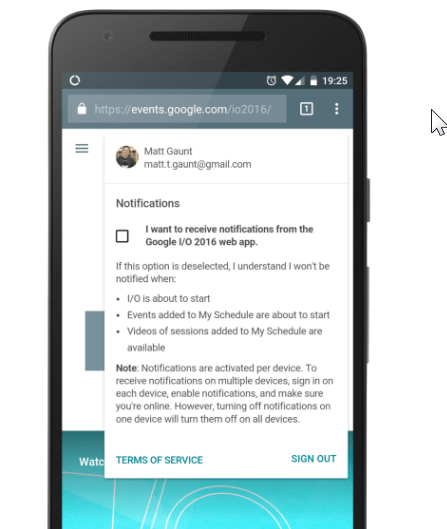 19:25
https://events.google.com/io2016/
1
Matt Gaunt
matt.t.gaunt@gmail.com
Notifications
I want to receive notifications from the
Google I/O 2016 web app.
If this option is deselected, I understand I won't be
notified when:
• I/O is about to start
• Events added to My Schedule are about to start
• Videos of sessions added to My Schedule are
available
Note: Notifications are activated per device. To
receive notifications on multiple devices, sign in on
each device, enable notifications, and make sure
you're online. However, turning off notifications on
one device will turn them off on all devices.
Watc
TERMS OF SERVICE
SIGN OUT